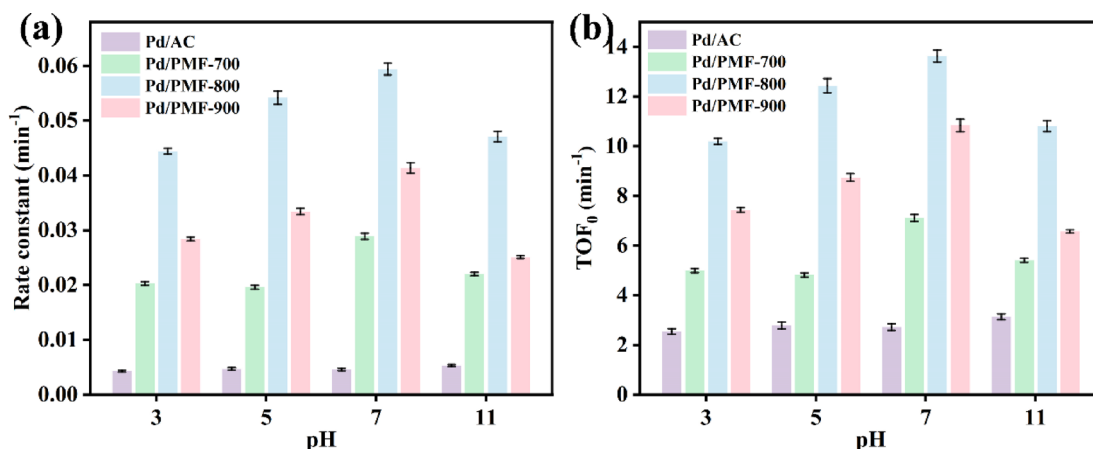 (a)
Pd/AC
Pd/PMF-700
Pd/PMF-800
Pd/PMF-900
Rate constant (min⁻¹)
0.06
0.05
0.04
0.03
0.02
0.01
0.00
3 5 7 11
pH
(b)
Pd/AC
Pd/PMF-700
Pd/PMF-800
Pd/PMF-900
TOF₀ (min⁻¹)
14
12
10
8
6
4
2
0
3 5 7 11
pH